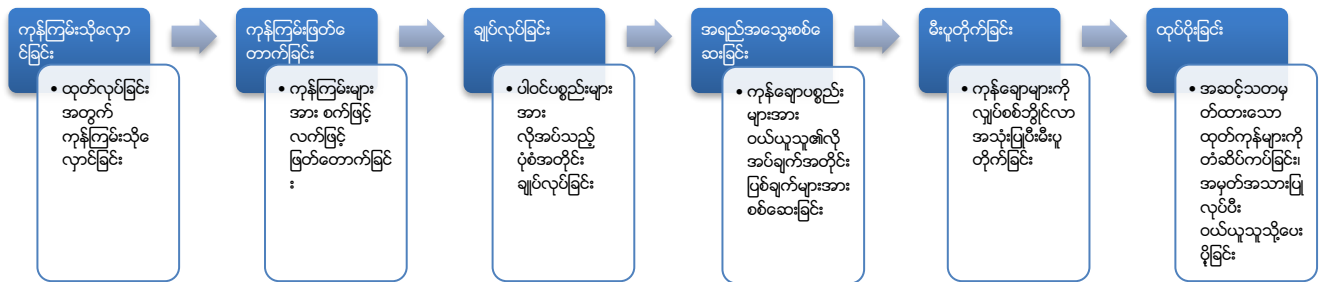 ကုန်ကြမ်းသိုလှော
င်ခြင်း
• ထုတ်လုပ်ခြင်း
အတွက်
ကုန်ကြမ်းသို​ေ
လှာင်ခြင်း
ကုန်ကြမ်းဖြတ်​ေ
တာက်ခြင်း
• ကုန်ကြမ်းများ
အား စက်ဖြင့်
လက်ဖြင့်
ဖြတ်တောက်ခြင်
း
ချုပ်လုပ်ခြင်း
• ပါဝင်ပစ္စည်းများ
အား
လိုအပ်သည့်
ပုံစံအတိုင်း
ချုပ်လုပ်ခြင်း
အရည်အသွေးစစ်​ေ
ဆးခြင်း
• ကုန်ချောပစ္စည်း
များအား
ဝယ်ယူသူ၏လို
အပ်ချက်အတိုင်း
ပြစ်ချက်များအား
စစ်ဆေးခြင်း
မီးပူတိုက်ခြင်း
• ကုန်ချောများကို
လျှပ်စစ်ဘွိုင်လာ
အသုံးပြုပြီးမီးပူ
တိုက်ခြင်း
ထုပ်ပိုးခြင်း
• အဆင့်သတမှ
တ်ထားသော
ထုတ်ကုန်များကို
တံဆိပ်ကပ်ခြင်း၊
အမှတ်အသားပြု
လုပ်ပီး
ဝယ်ယူသူသို့ပေး
ပို့ခြင်း